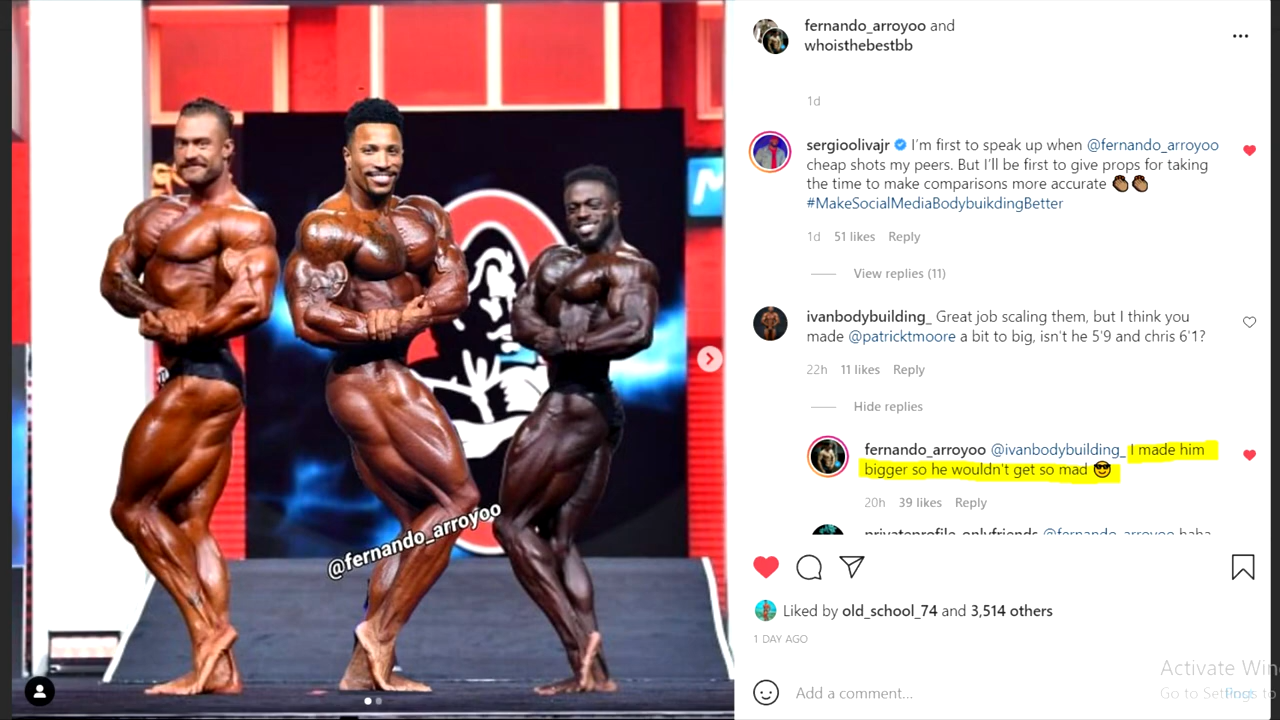 fernando_arroyoo and
whoisthebestbb
1d
sergioolivajr I'm first to speak up when @fernando_arroyoo
cheap shots my peers. But I'll be first to give props for taking
the time to make comparisons more accurate 👏🏾👏🏾
#MakeSocialMediaBodybuikdingBetter
1d 51 likes Reply
View replies (11)
ivanbodybuilding_ Great job scaling them, but I think you
made @patricktmoore a bit to big, isn't he 5'9 and chris 6'1?
22h 11 likes Reply
Hide replies
fernando_arroyoo @ivanbodybuilding_ I made him
bigger so he wouldn't get so mad 😎
20h 39 likes Reply
privateprofile_onlyfriends @fernando_arroyoo haha
@fernando_arroyoo
Liked by old_school_74 and 3,514 others
1 DAY AGO
Add a comment...
Activate Win
Go to Settings to